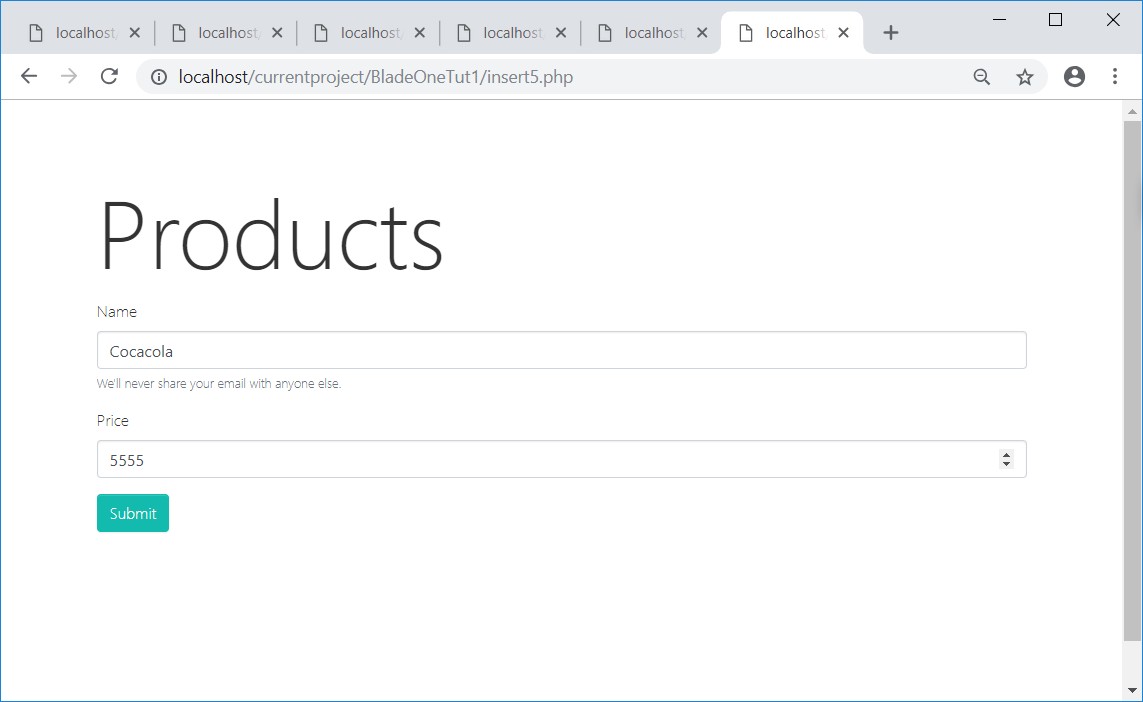 localhost/ localhost/ localhost/ localhost/ localhost/ localhost/
localhost/currentproject/BladeOneTut1/insert5.php
Products
Name
Cocacola
We'll never share your email with anyone else.
Price
5555
Submit